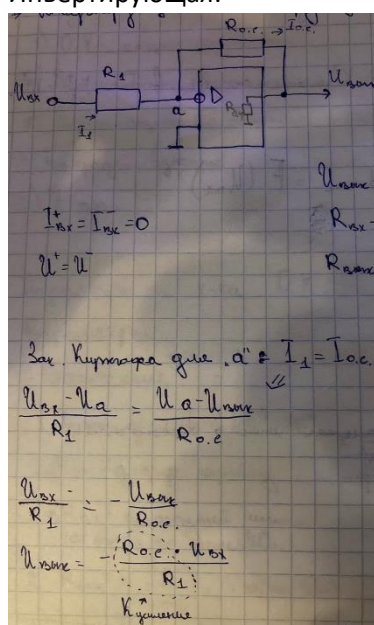 Инвертирующая.
Rо.с. → Iо.с.
R₁
Uвх
a
Uвых
I₁
Uвых
I⁺вх = I⁻вх = 0
Rвх -
U⁺ = U⁻
Rвых
Зак. Кирхгофа для "a": I₁ = Iо.с.
(Uвх - Ua)/R₁ = (Ua - Uвых)/Rо.с
Uвх/R₁ = - Uвых/Rо.с.
Uвых = - (Rо.с. · Uвх)/R₁
K усиление